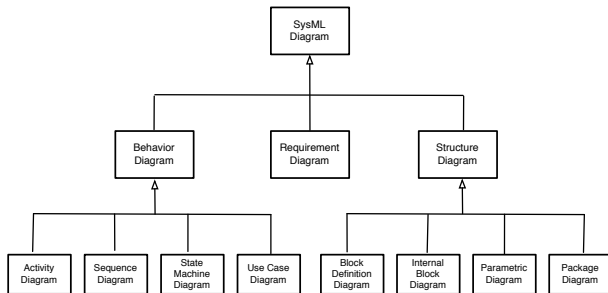 SysML
Diagram
Behavior
Diagram
Requirement
Diagram
Structure
Diagram
Activity
Diagram
Sequence
Diagram
State
Machine
Diagram
Use Case
Diagram
Block
Definition
Diagram
Internal
Block
Diagram
Parametric
Diagram
Package
Diagram